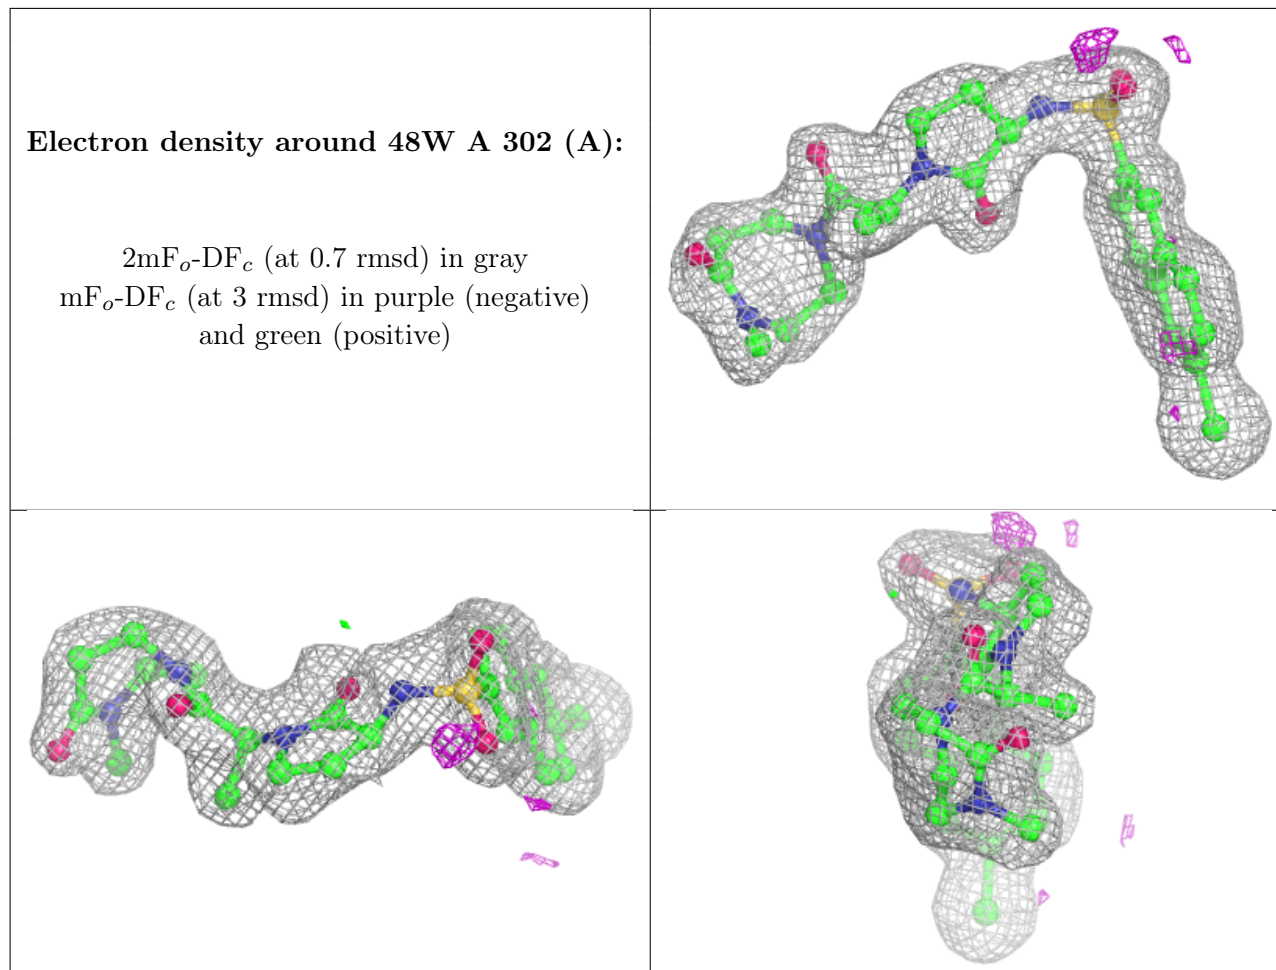 Electron density around 48W A 302 (A):
2mFo-DFc (at 0.7 rmsd) in gray
mFo-DFc (at 3 rmsd) in purple (negative)
and green (positive)